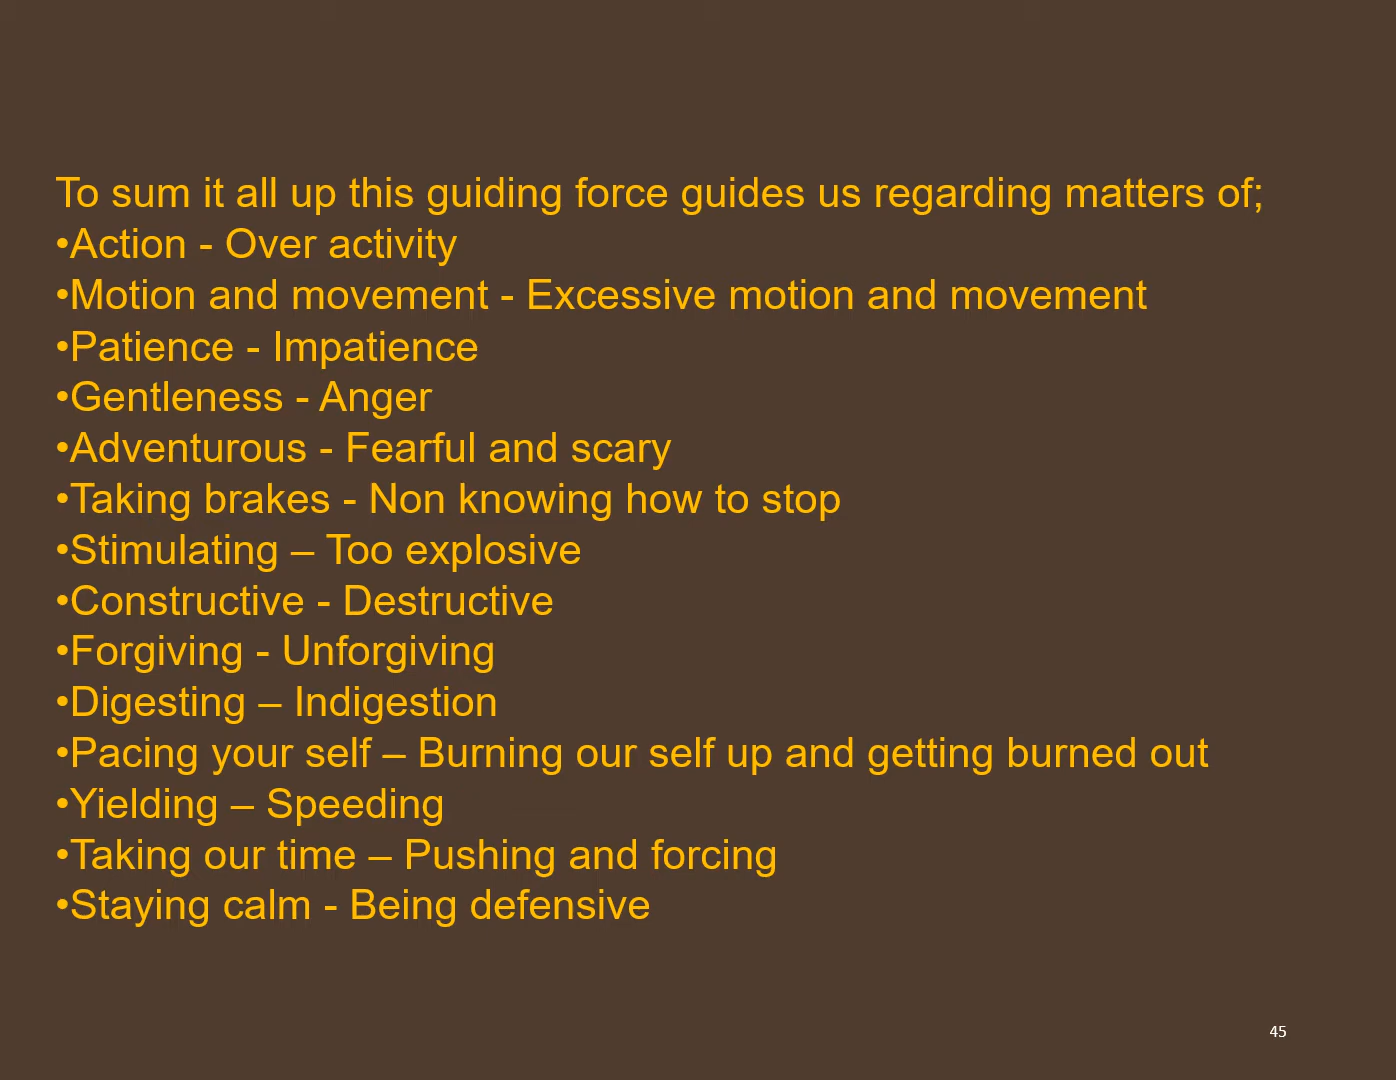 To sum it all up this guiding force guides us regarding matters of;
•Action - Over activity
•Motion and movement - Excessive motion and movement
•Patience - Impatience
•Gentleness - Anger
•Adventurous - Fearful and scary
•Taking brakes - Non knowing how to stop
•Stimulating – Too explosive
•Constructive - Destructive
•Forgiving - Unforgiving
•Digesting – Indigestion
•Pacing your self – Burning our self up and getting burned out
•Yielding – Speeding
•Taking our time – Pushing and forcing
•Staying calm - Being defensive
45